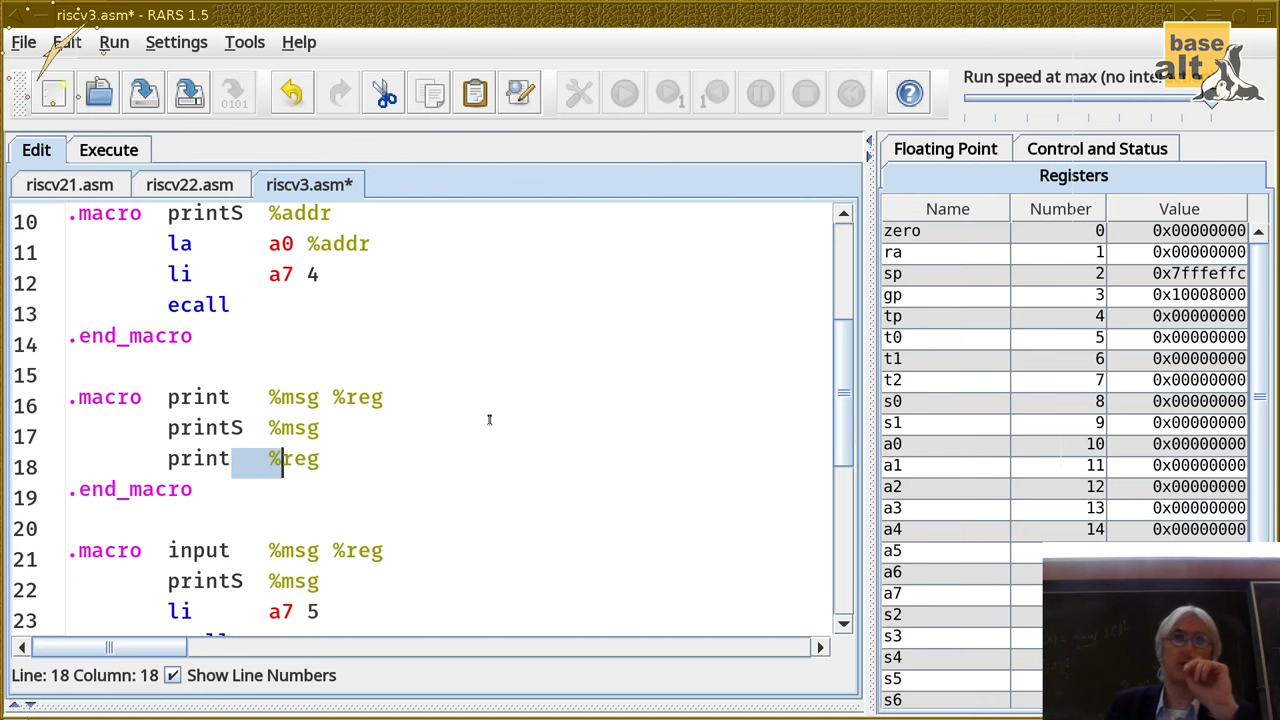 riscv3.asm* - RARS 1.5
File Edit Run Settings Tools Help
base
alt
Run speed at max (no
Edit Execute
riscv21.asm riscv22.asm riscv3.asm*
10 .macro printS %addr
11 la a0 %addr
12 li a7 4
13 ecall
14 .end_macro
15
16 .macro print %msg %reg
17 printS %msg
18 print %reg
19 .end_macro
20
21 .macro input %msg %reg
22 printS %msg
23 li a7 5
Line: 18 Column: 18 Show Line Numbers
Floating Point Control and Status
Registers
Name Number Value
zero 0 0x00000000
ra 1 0x00000000
sp 2 0x7fffeffc
gp 3 0x10008000
tp 4 0x00000000
t0 5 0x00000000
t1 6 0x00000000
t2 7 0x00000000
s0 8 0x00000000
s1 9 0x00000000
a0 10 0x00000000
a1 11 0x00000000
a2 12 0x00000000
a3 13 0x00000000
a4 14 0x00000000
a5
a6
a7
s2
s3
s4
s5
s6